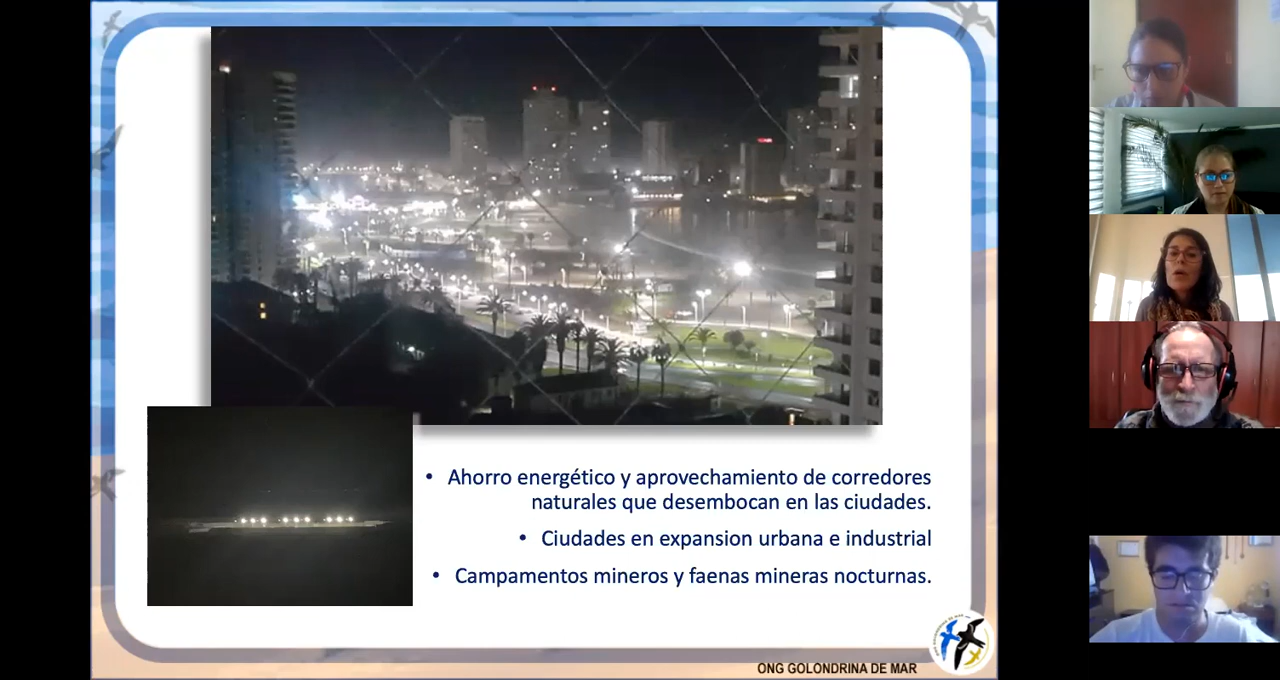 • Ahorro energético y aprovechamiento de corredores
naturales que desembocan en las ciudades.
• Ciudades en expansion urbana e industrial
• Campamentos mineros y faenas mineras nocturnas.
ONG GOLONDRINA DE MAR